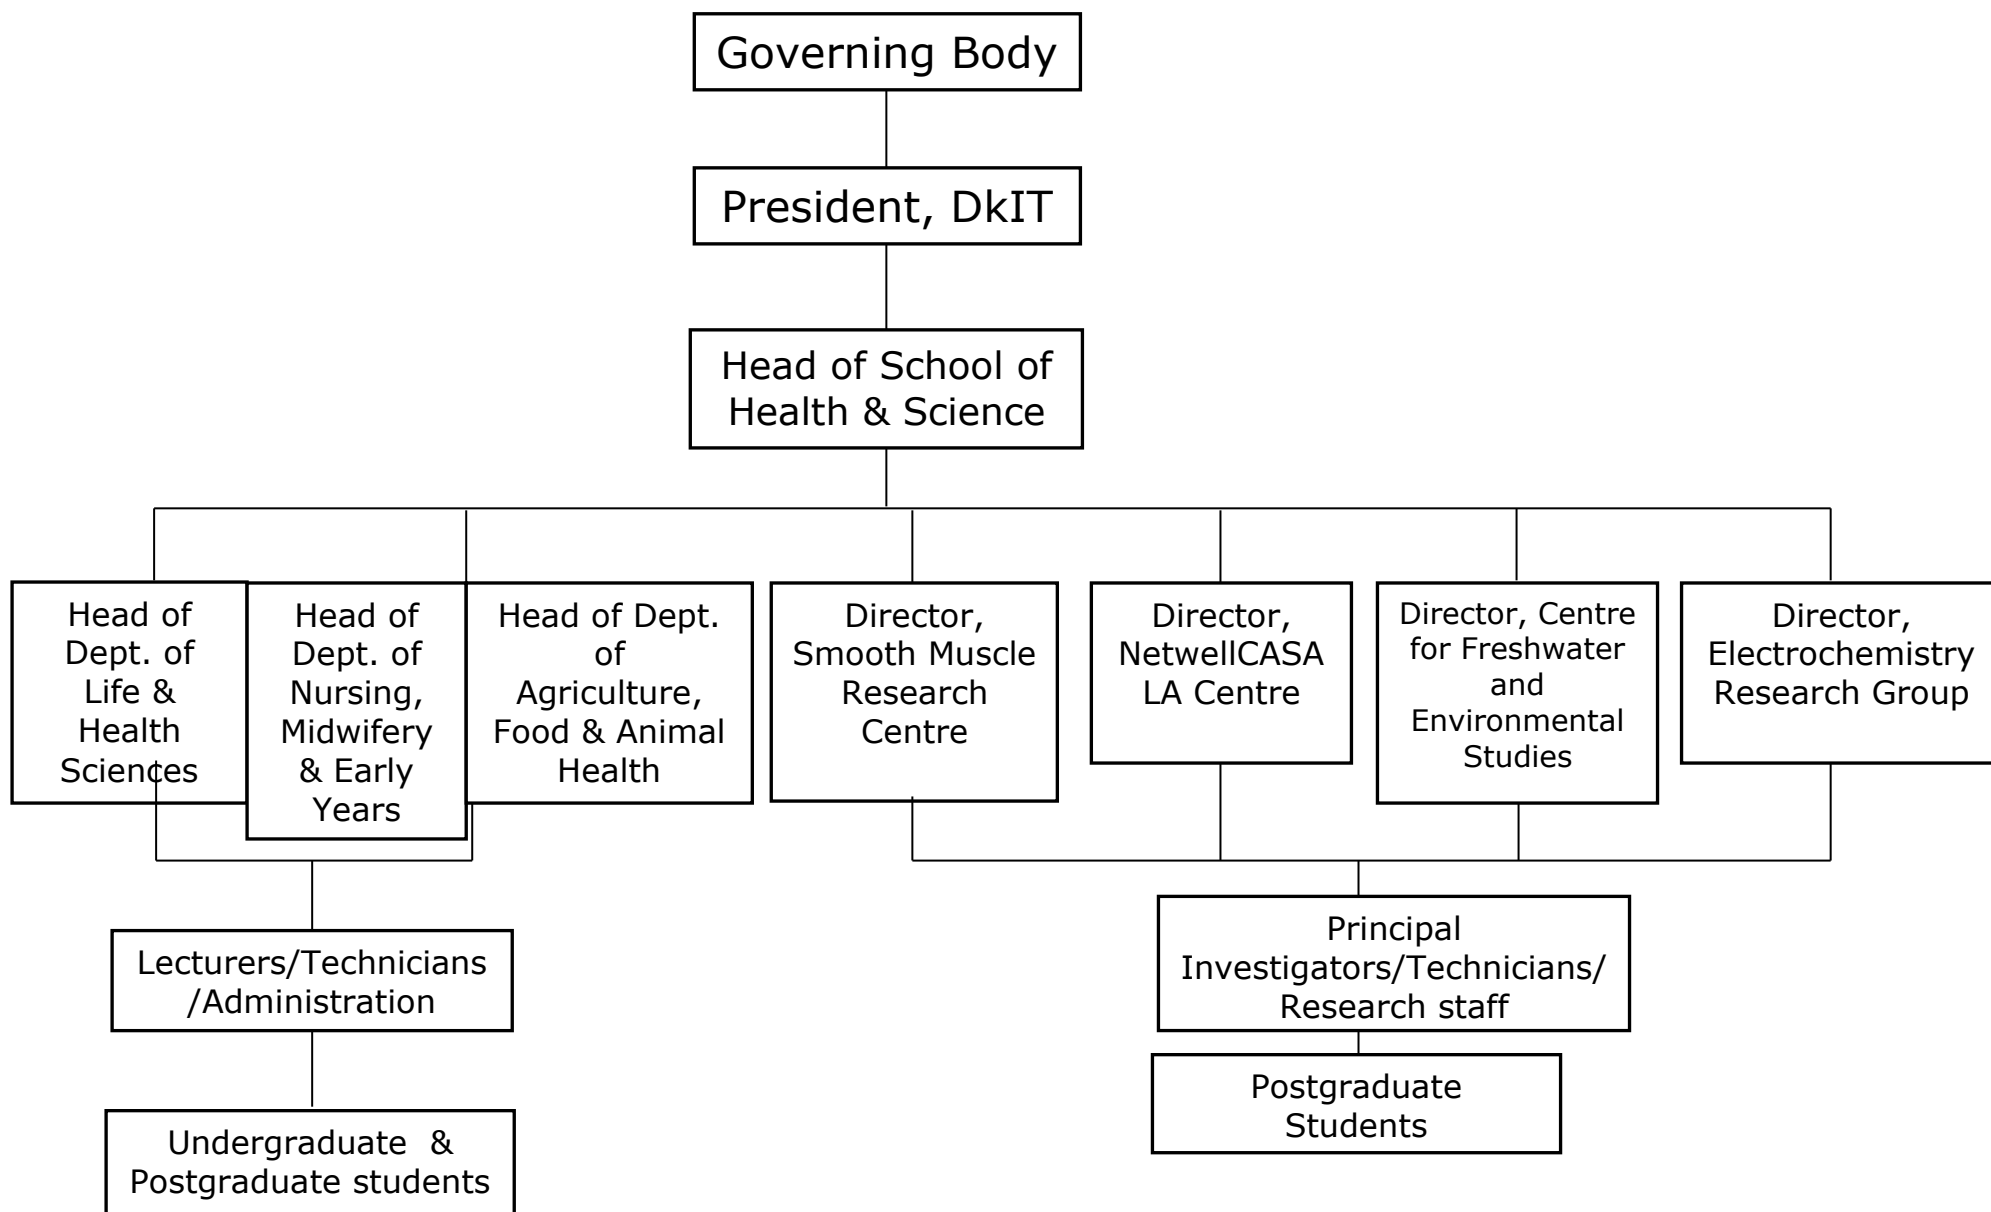 Governing Body
President, DkIT
Head of School of
Health & Science
Head of
Dept. of
Life &
Health
Sciences
Head of
Dept. of
Nursing,
Midwifery
& Early
Years
Head of Dept.
of
Agriculture,
Food & Animal
Health
Director,
Smooth Muscle
Research
Centre
Director,
NetwellCASA
LA Centre
Director, Centre
for Freshwater
and
Environmental
Studies
Director,
Electrochemistry
Research Group
Lecturers/Technicians
/Administration
Principal
Investigators/Technicians/
Research staff
Undergraduate &
Postgraduate students
Postgraduate
Students